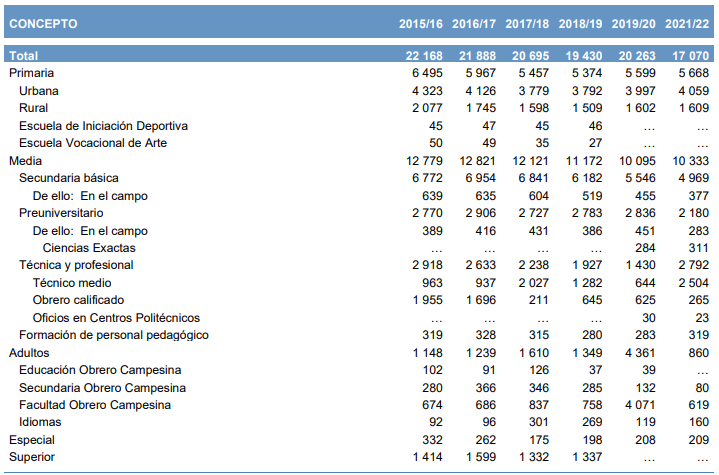 CONCEPTO 2015/16 2016/17 2017/18 2018/19 2019/20 2021/22
Total 22 168 21 888 20 695 19 430 20 263 17 070
Primaria 6 495 5 967 5 457 5 374 5 599 5 668
Urbana 4 323 4 126 3 779 3 792 3 997 4 059
Rural 2 077 1 745 1 598 1 509 1 602 1 609
Escuela de Iniciación Deportiva 45 47 45 46 … …
Escuela Vocacional de Arte 50 49 35 27 … …
Media 12 779 12 821 12 121 11 172 10 095 10 333
Secundaria básica 6 772 6 954 6 841 6 182 5 546 4 969
De ello: En el campo 639 635 604 519 455 377
Preuniversitario 2 770 2 906 2 727 2 783 2 836 2 180
De ello: En el campo 389 416 431 386 451 283
Ciencias Exactas … … … … 284 311
Técnica y profesional 2 918 2 633 2 238 1 927 1 430 2 792
Técnico medio 963 937 2 027 1 282 644 2 504
Obrero calificado 1 955 1 696 211 645 625 265
Oficios en Centros Politécnicos … … … … 30 23
Formación de personal pedagógico 319 328 315 280 283 319
Adultos 1 148 1 239 1 610 1 349 4 361 860
Educación Obrero Campesina 102 91 126 37 39 …
Secundaria Obrero Campesina 280 366 346 285 132 80
Facultad Obrero Campesina 674 686 837 758 4 071 619
Idiomas 92 96 301 269 119 160
Especial 332 262 175 198 208 209
Superior 1 414 1 599 1 332 1 337 … …